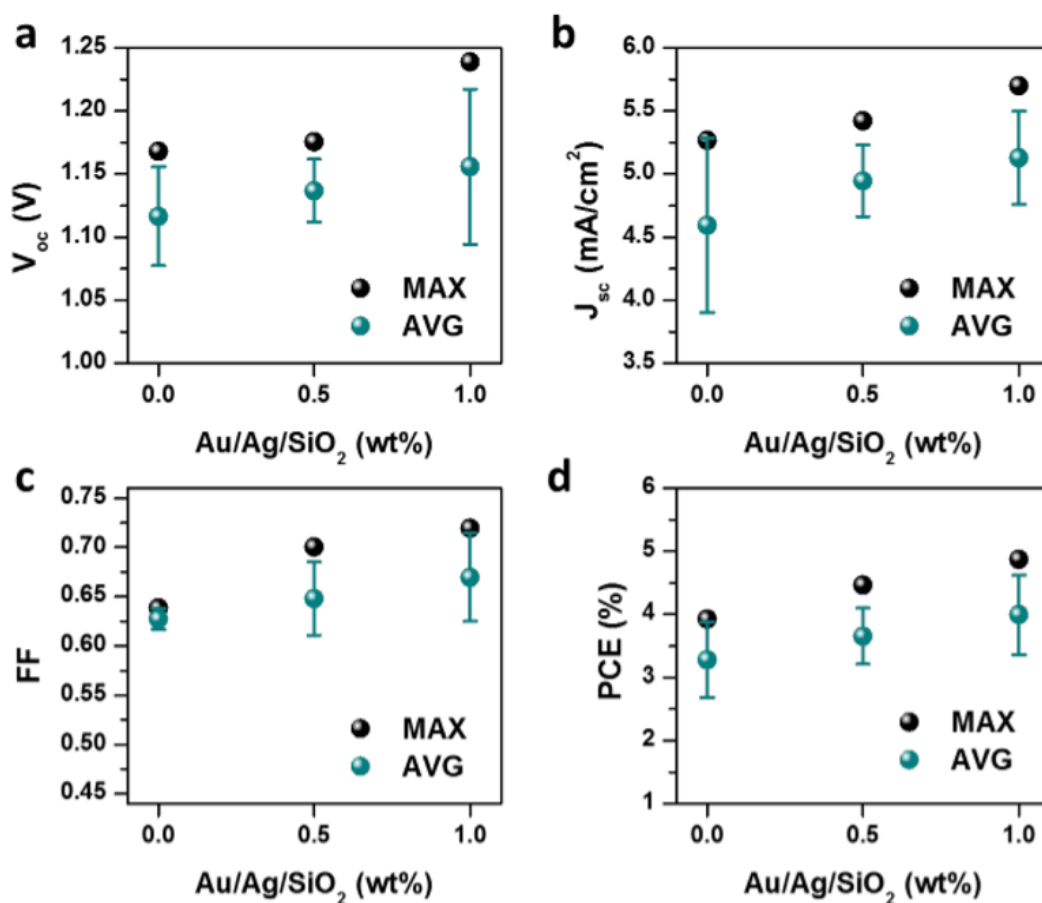 a
1.25
1.20
1.15
1.10
1.05
1.00
V_oc (V)
MAX
AVG
0.0 0.5 1.0
Au/Ag/SiO₂ (wt%)
b
6.0
5.5
5.0
4.5
4.0
3.5
J_sc (mA/cm²)
MAX
AVG
0.0 0.5 1.0
Au/Ag/SiO₂ (wt%)
c
0.75
0.70
0.65
0.60
0.55
0.50
0.45
FF
MAX
AVG
0.0 0.5 1.0
Au/Ag/SiO₂ (wt%)
d
6
5
4
3
2
1
PCE (%)
MAX
AVG
0.0 0.5 1.0
Au/Ag/SiO₂ (wt%)